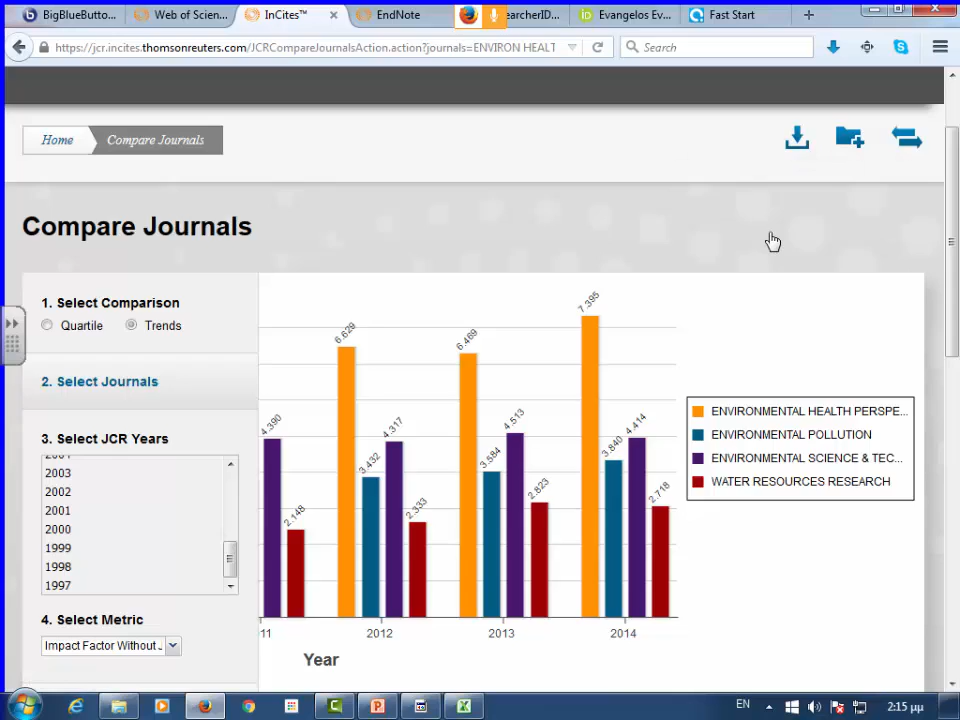 BigBlueButto...
Web of Scien...
InCites™
EndNote
earcherID...
Evangelos Ev...
Fast Start
https://jcr.incites.thomsonreuters.com/JCRCompareJournalsAction.action?journals=ENVIRON HEALT
Search
Home
Compare Journals
Compare Journals
1. Select Comparison
Quartile
Trends
2. Select Journals
3. Select JCR Years
2003
2002
2001
2000
1999
1998
1997
4. Select Metric
Impact Factor Without ..
4.390
2.148
6.629
3.432
4.317
2.333
6.469
3.584
4.513
2.823
7.395
3.840
4.414
2.718
11
2012
2013
2014
Year
ENVIRONMENTAL HEALTH PERSPE...
ENVIRONMENTAL POLLUTION
ENVIRONMENTAL SCIENCE & TEC...
WATER RESOURCES RESEARCH
EN
2:15 μμ